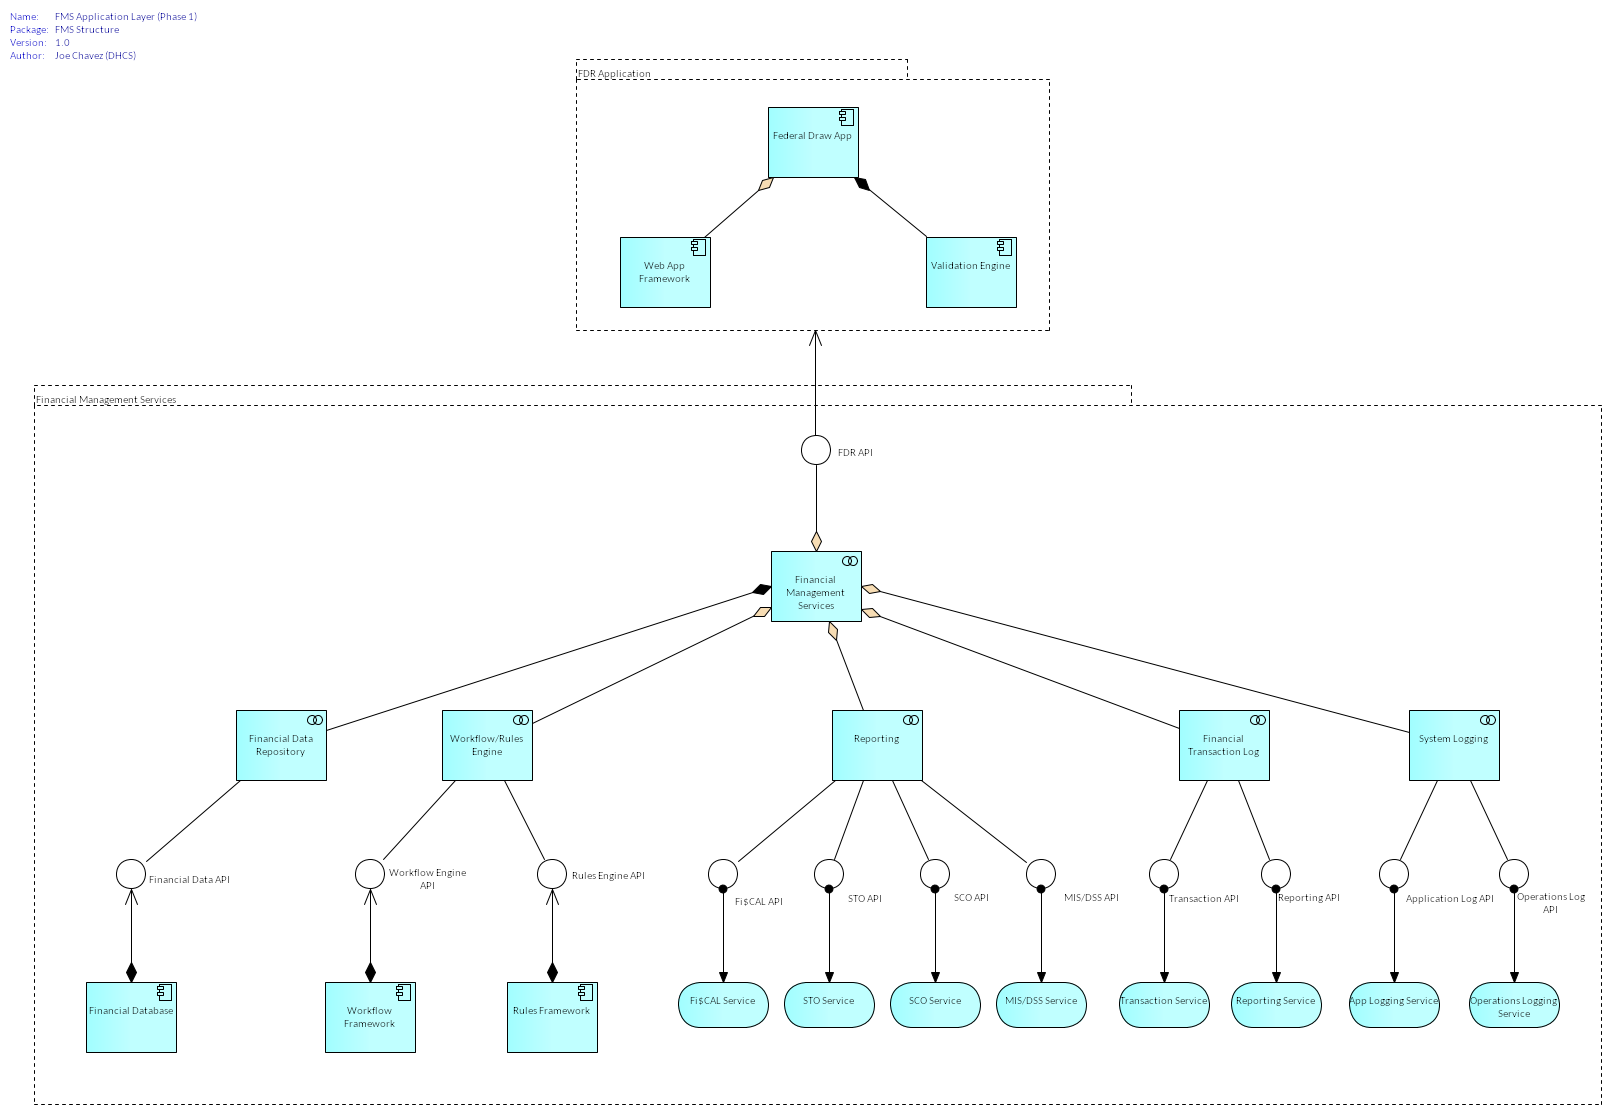 Name: FMS Application Layer (Phase 1)
Package: FMS Structure
Version: 1.0
Author: Joe Chavez (DHCS)
FDR Application
Federal Draw App
Web App
Framework
Validation Engine
Financial Management Services
FDR API
Financial
Management
Services
Financial Data
Repository
Workflow/Rules
Engine
Reporting
Financial
Transaction Log
System Logging
Financial Data API
Workflow Engine
API
Rules Engine API
Fi$CAL API
STO API
SCO API
MIS/DSS API
Transaction API
Reporting API
Application Log API
Operations Log
API
Financial Database
Workflow
Framework
Rules Framework
Fi$CAL Service
STO Service
SCO Service
MIS/DSS Service
Transaction Service
Reporting Service
App Logging Service
Operations Logging
Service